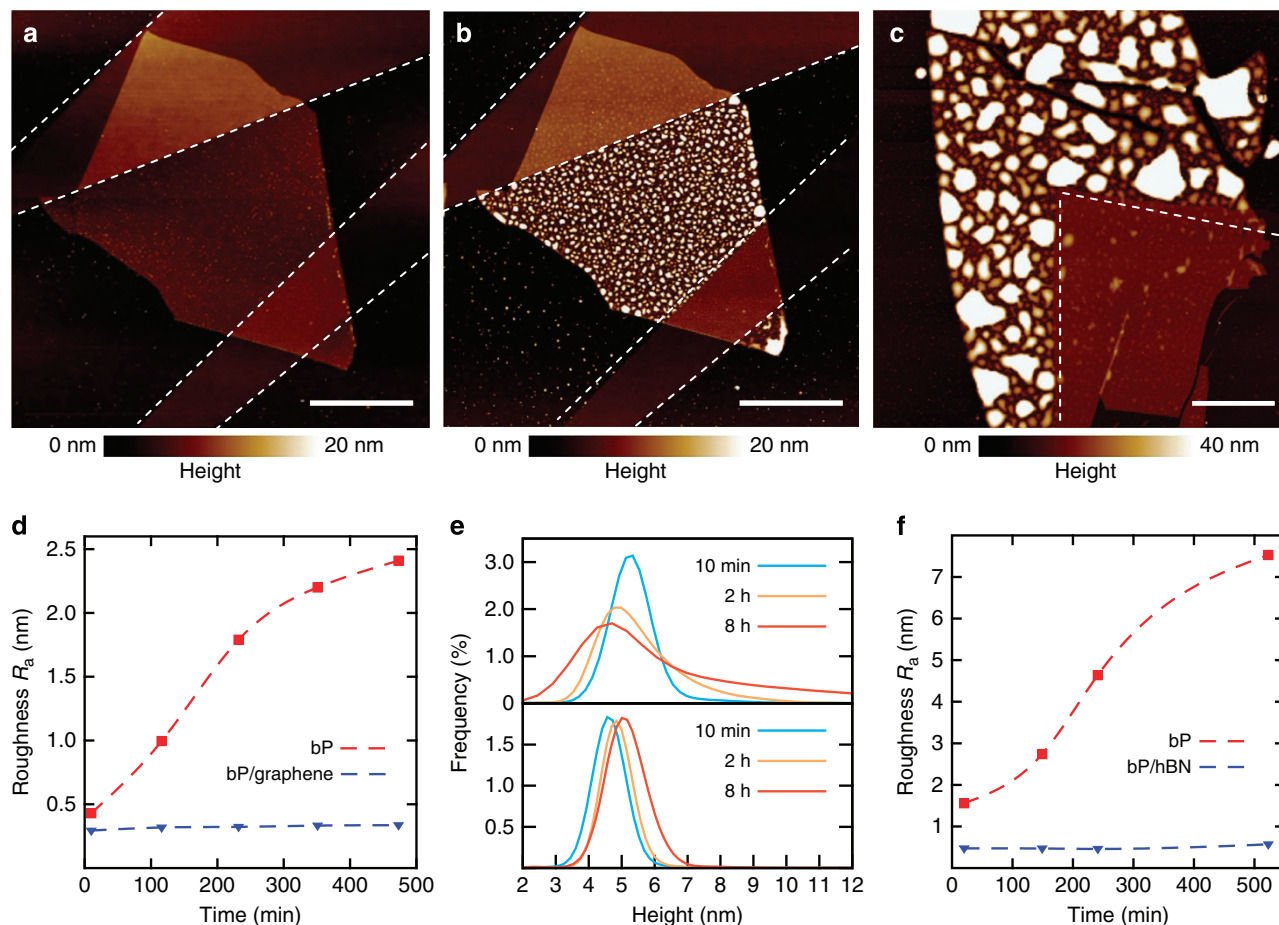 a
b
c
0 nm 20 nm
Height
0 nm 20 nm
Height
0 nm 40 nm
Height
d
2.5
2.0
1.5
1.0
0.5
Roughness Rₐ (nm)
bP
bP/graphene
0 100 200 300 400 500
Time (min)
e
3.0
2.0
1.0
0
1.5
1.0
0.5
Frequency (%)
10 min
2 h
8 h
10 min
2 h
8 h
2 3 4 5 6 7 8 9 10 11 12
Height (nm)
f
7
6
5
4
3
2
1
Roughness Rₐ (nm)
bP
bP/hBN
0 100 200 300 400 500
Time (min)